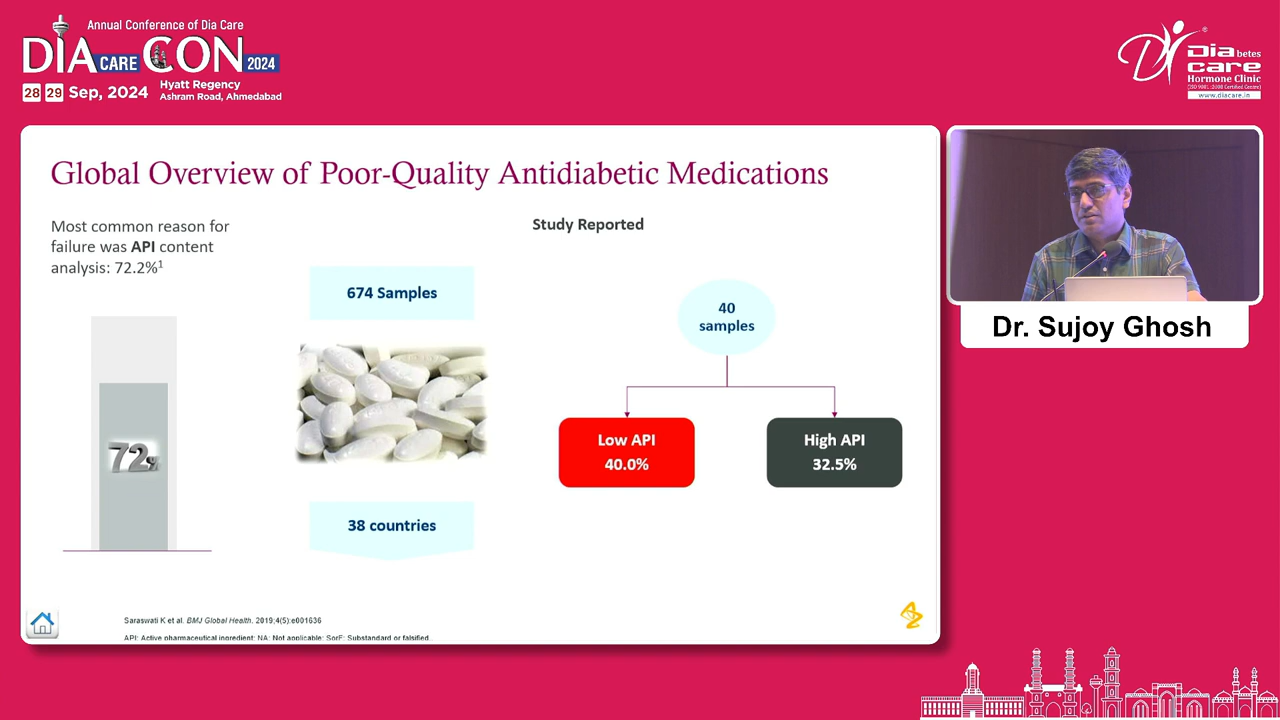 Annual Conference of Dia Care
DIA CARE CON 2024
28 29 Sep, 2024
Hyatt Regency
Ashram Road, Ahmedabad
Diabetes
care
Hormone Clinic
(ISO 9001:2008 Certified Centre)
www.diacare.in
Global Overview of Poor-Quality Antidiabetic Medications
Most common reason for
failure was API content
analysis: 72.2%¹
72%
674 Samples
38 countries
Study Reported
40
samples
Low API
40.0%
High API
32.5%
Dr. Sujoy Ghosh
Saraswati K et al. BMJ Global Health. 2019;4(5):e001636
API: Active pharmaceutical ingredient; NA: Not applicable; SorF: Substandard or falsified.